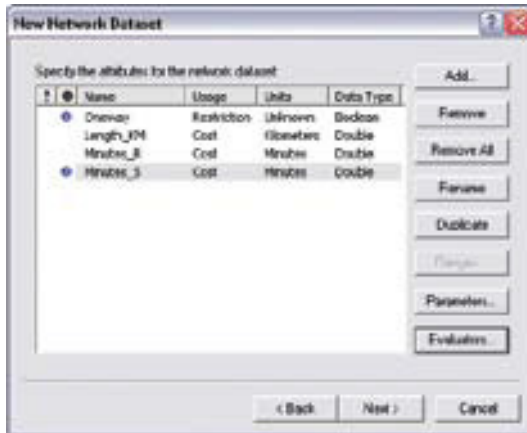 New Network Dataset
Specify the attributes for the network dataset:
! Name Usage Units Data Type
Oneway Restriction Unknown Boolean
Length_KM Cost Kilometers Double
Minutes_R Cost Minutes Double
Minutes_S Cost Minutes Double
Add...
Remove
Remove All
Rename
Duplicate
Ranges...
Parameters...
Evaluators...
< Back
Next >
Cancel